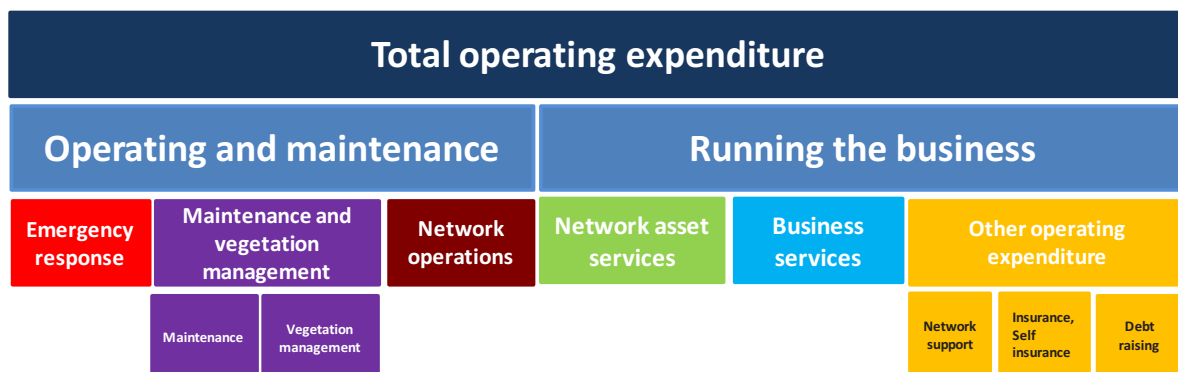 Total operating expenditure
Operating and maintenance
Running the business
Emergency
response
Maintenance and
vegetation
management
Network
operations
Network asset
services
Business
services
Other operating
expenditure
Maintenance
Vegetation
management
Network
support
Insurance,
Self
insurance
Debt
raising